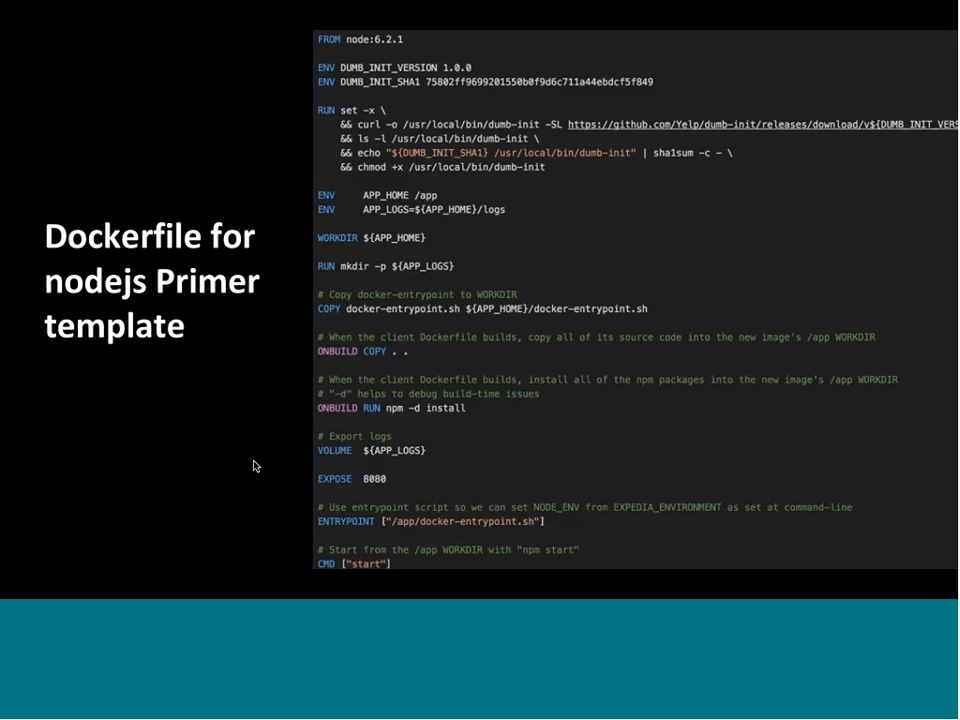 Dockerfile for
nodejs Primer
template
FROM node:6.2.1
ENV DUMB_INIT_VERSION 1.0.0
ENV DUMB_INIT_SHA1 75802ff9699201550b0f9d6c711a44ebdcf5f849
RUN set -x \
&& curl -o /usr/local/bin/dumb-init -SL https://github.com/Yelp/dumb-init/releases/download/v${DUMB_INIT_VERS
&& ls -l /usr/local/bin/dumb-init \
&& echo "${DUMB_INIT_SHA1} /usr/local/bin/dumb-init" | sha1sum -c - \
&& chmod +x /usr/local/bin/dumb-init
ENV APP_HOME /app
ENV APP_LOGS=${APP_HOME}/logs
WORKDIR ${APP_HOME}
RUN mkdir -p ${APP_LOGS}
# Copy docker-entrypoint to WORKDIR
COPY docker-entrypoint.sh ${APP_HOME}/docker-entrypoint.sh
# When the client Dockerfile builds, copy all of its source code into the new image's /app WORKDIR
ONBUILD COPY . .
# When the client Dockerfile builds, install all of the npm packages into the new image's /app WORKDIR
# "-d" helps to debug build-time issues
ONBUILD RUN npm -d install
# Export logs
VOLUME ${APP_LOGS}
EXPOSE 8080
# Use entrypoint script so we can set NODE_ENV from EXPEDIA_ENVIRONMENT as set at command-line
ENTRYPOINT ["/app/docker-entrypoint.sh"]
# Start from the /app WORKDIR with "npm start"
CMD ["start"]